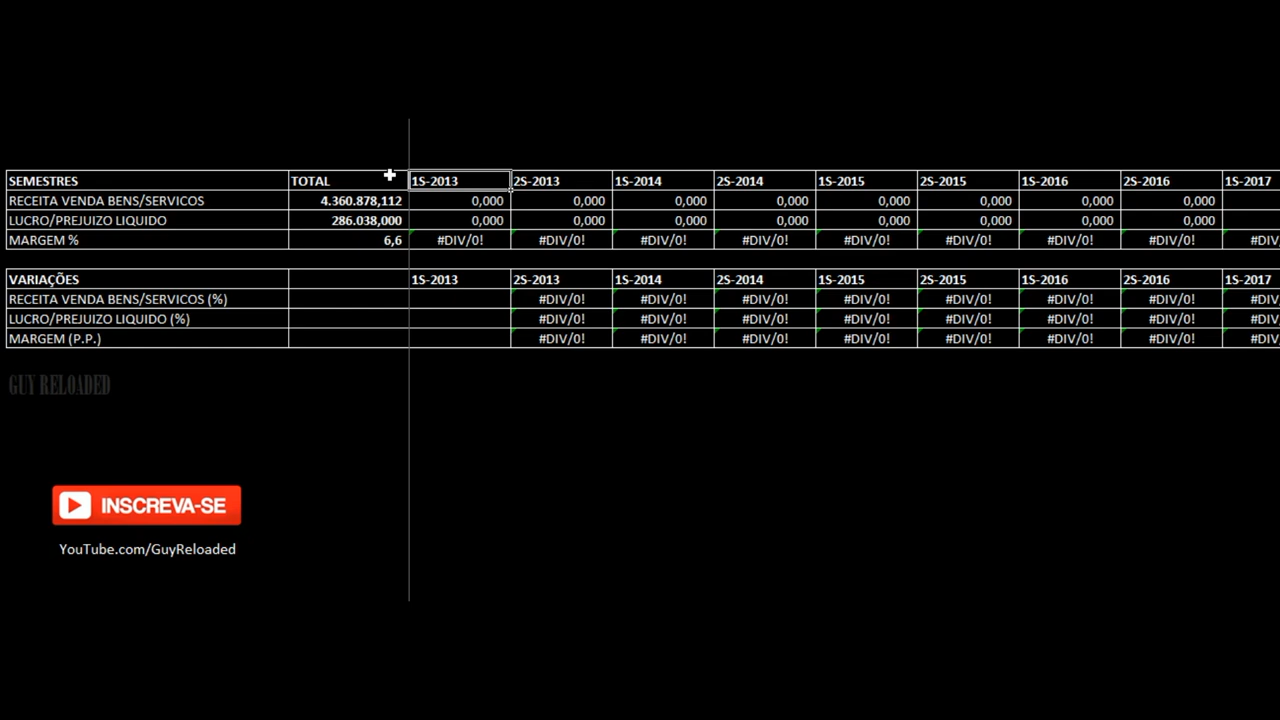 SEMESTRES TOTAL 1S-2013 2S-2013 1S-2014 2S-2014 1S-2015 2S-2015 1S-2016 2S-2016 1S-2017
RECEITA VENDA BENS/SERVICOS 4.360.878,112 0,000 0,000 0,000 0,000 0,000 0,000 0,000 0,000
LUCRO/PREJUIZO LIQUIDO 286.038,000 0,000 0,000 0,000 0,000 0,000 0,000 0,000 0,000
MARGEM % 6,6 #DIV/0! #DIV/0! #DIV/0! #DIV/0! #DIV/0! #DIV/0! #DIV/0! #DIV/0! #DIV/
VARIAÇÕES 1S-2013 2S-2013 1S-2014 2S-2014 1S-2015 2S-2015 1S-2016 2S-2016 1S-2017
RECEITA VENDA BENS/SERVICOS (%) #DIV/0! #DIV/0! #DIV/0! #DIV/0! #DIV/0! #DIV/0! #DIV/0! #DIV/
LUCRO/PREJUIZO LIQUIDO (%) #DIV/0! #DIV/0! #DIV/0! #DIV/0! #DIV/0! #DIV/0! #DIV/0! #DIV/
MARGEM (P.P.) #DIV/0! #DIV/0! #DIV/0! #DIV/0! #DIV/0! #DIV/0! #DIV/0! #DIV/
GUY RELOADED
INSCREVA-SE
YouTube.com/GuyReloaded